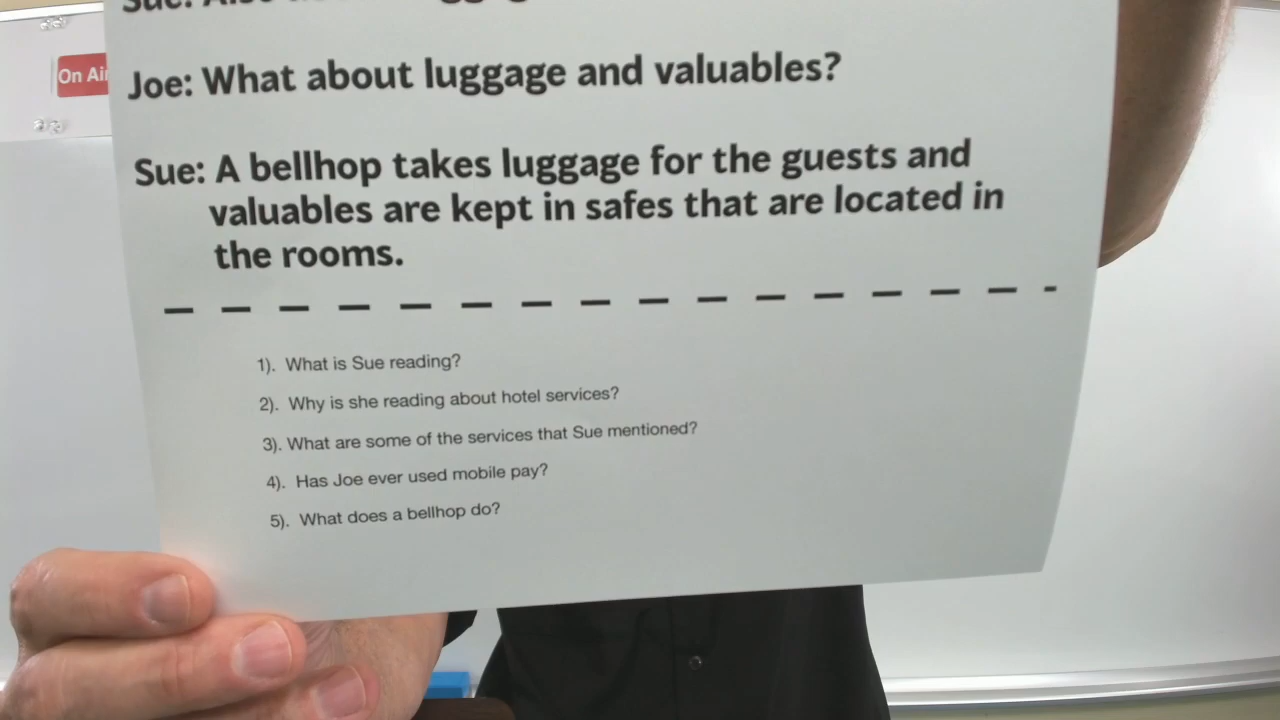 On Air
Joe: What about luggage and valuables?
Sue: A bellhop takes luggage for the guests and
valuables are kept in safes that are located in
the rooms.
1). What is Sue reading?
2). Why is she reading about hotel services?
3). What are some of the services that Sue mentioned?
4). Has Joe ever used mobile pay?
5). What does a bellhop do?